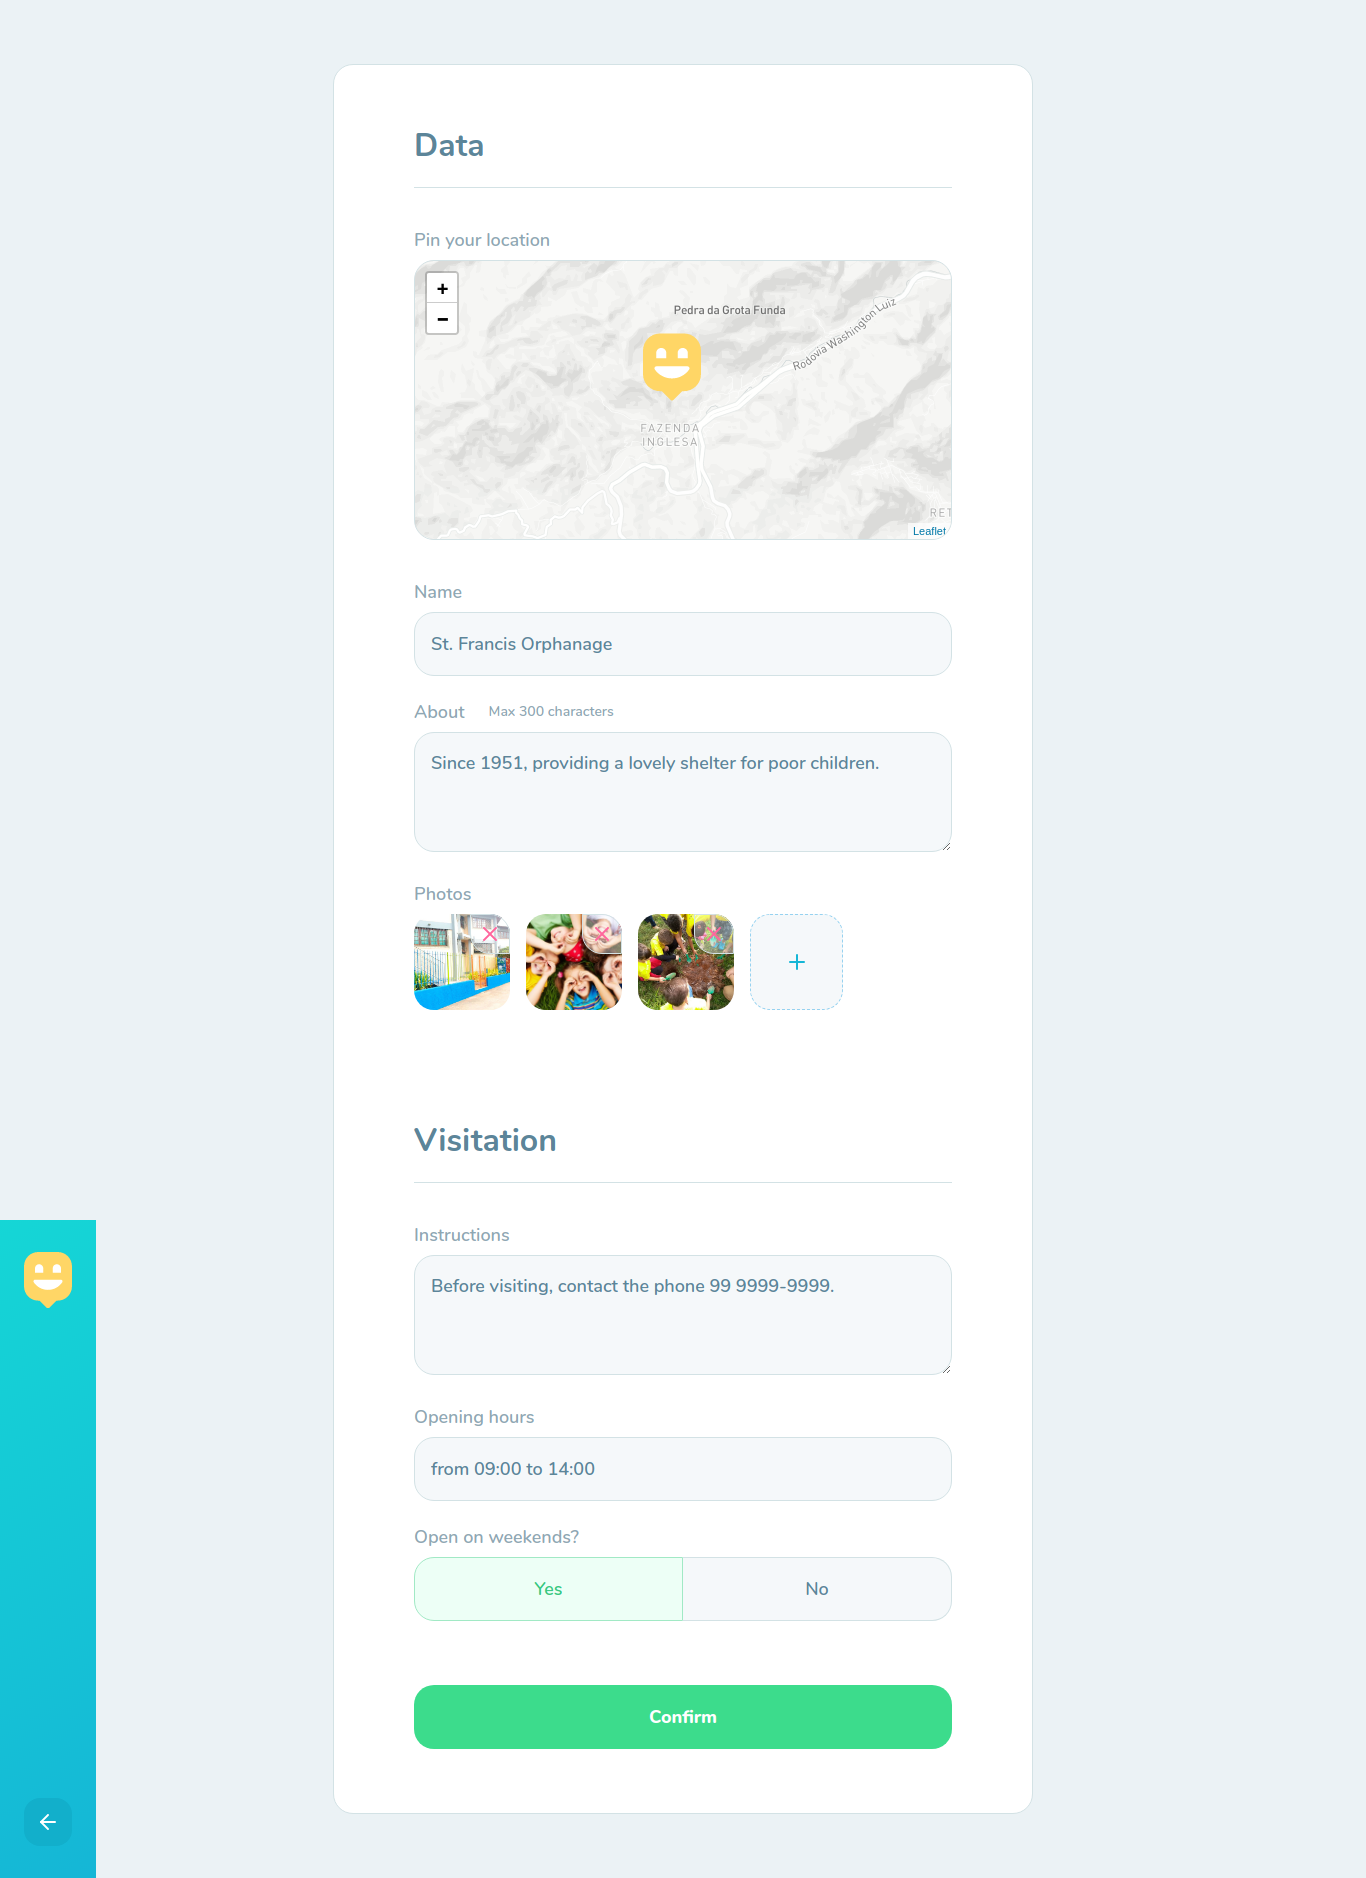 Data
Pin your location
+
−
Pedra da Grota Funda
Rodovia Washington Luiz
FAZENDA
INGLESA
RET
Leaflet
Name
St. Francis Orphanage
About Max 300 characters
Since 1951, providing a lovely shelter for poor children.
Photos
+
Visitation
Instructions
Before visiting, contact the phone 99 9999-9999.
Opening hours
from 09:00 to 14:00
Open on weekends?
Yes No
Confirm